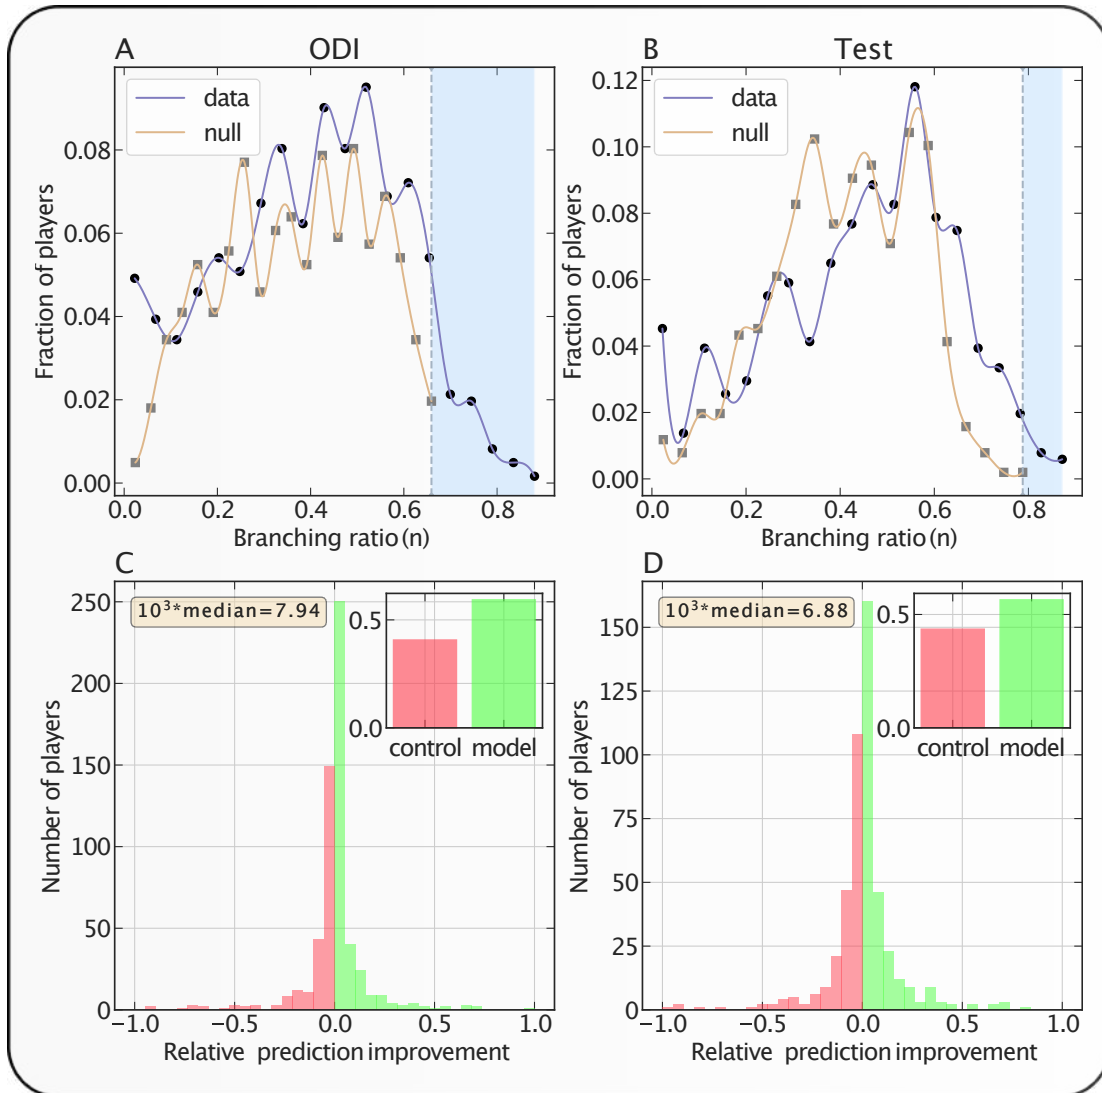 A
ODI
data
null
0.08
0.06
0.04
0.02
0.00
Fraction of players
0.0 0.2 0.4 0.6 0.8
Branching ratio (n)
B
Test
data
null
0.12
0.10
0.08
0.06
0.04
0.02
0.00
Fraction of players
0.0 0.2 0.4 0.6 0.8
Branching ratio (n)
C
10³*median=7.94
250
200
150
100
50
0
Number of players
0.5
0.0
control model
−1.0 −0.5 0.0 0.5 1.0
Relative prediction improvement
D
10³*median=6.88
150
125
100
75
50
25
0
Number of players
0.5
0.0
control model
−1.0 −0.5 0.0 0.5 1.0
Relative prediction improvement